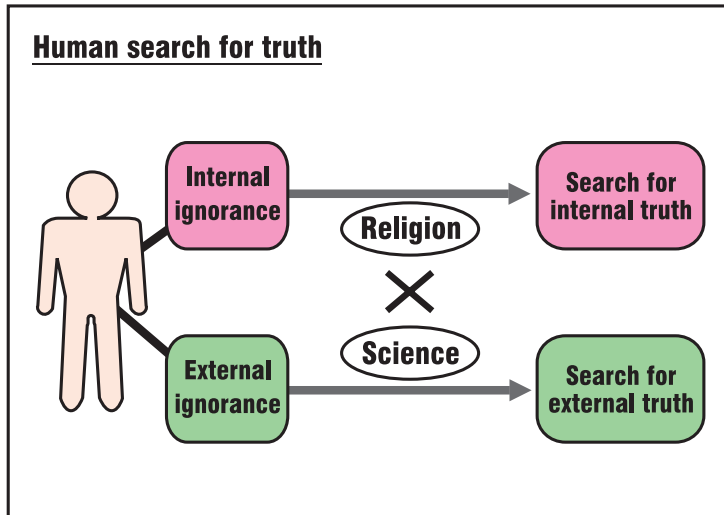 Human search for truth
Internal
ignorance
Religion
Search for
internal truth
External
ignorance
Science
Search for
external truth